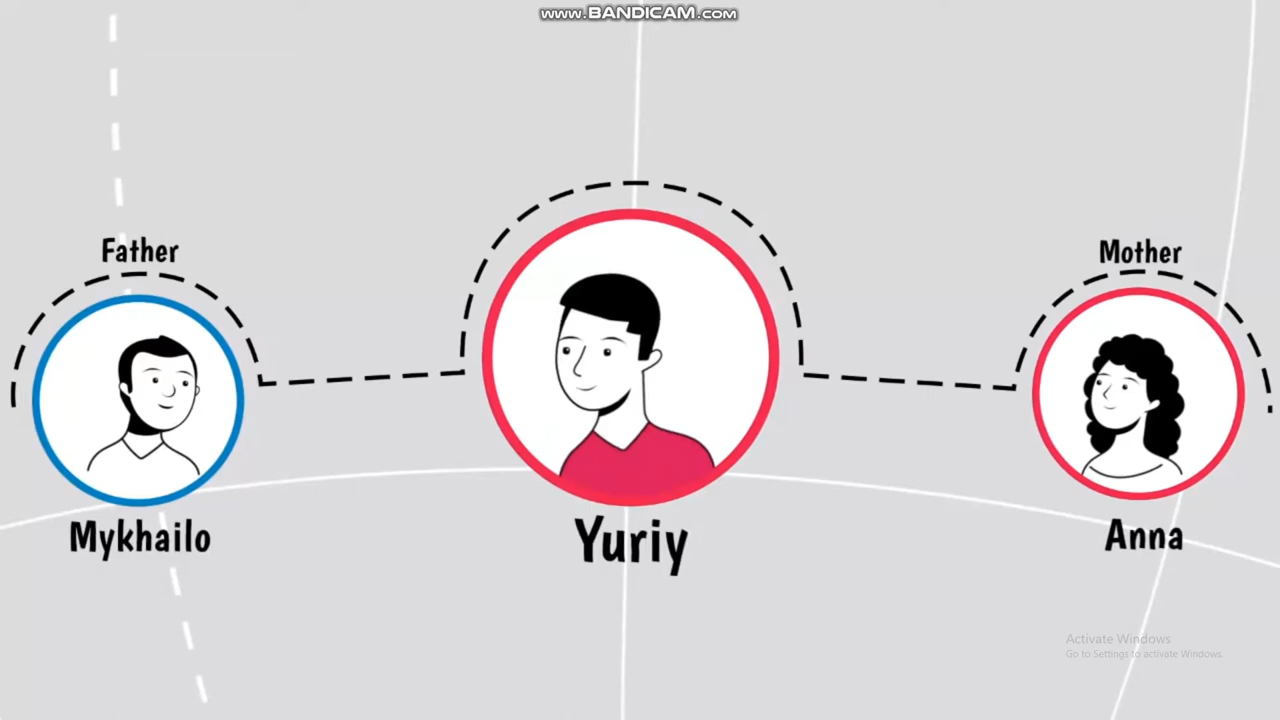 www.BANDICAM.com
Father
Mother
Mykhailo
Yuriy
Anna
Activate Windows
Go to Settings to activate Windows.